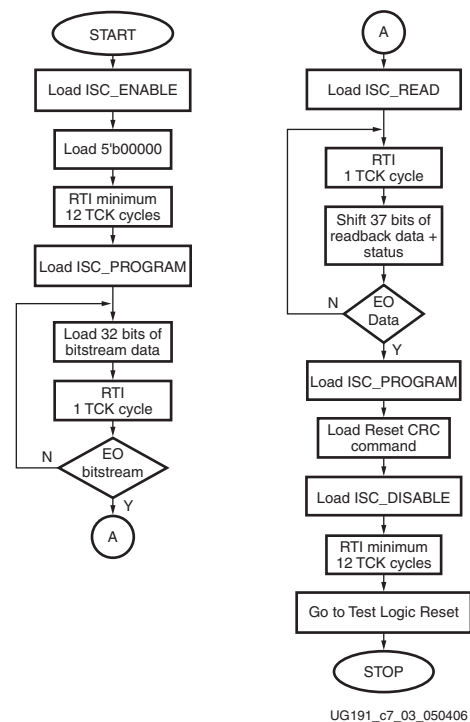 START
Load ISC_ENABLE
Load 5'b00000
RTI minimum
12 TCK cycles
Load ISC_PROGRAM
Load 32 bits of
bitstream data
RTI
1 TCK cycle
N
EO
bitstream
Y
A
A
Load ISC_READ
RTI
1 TCK cycle
Shift 37 bits of
readback data +
status
N
EO
Data
Y
Load ISC_PROGRAM
Load Reset CRC
command
Load ISC_DISABLE
RTI minimum
12 TCK cycles
Go to Test Logic Reset
STOP
UG191_c7_03_050406